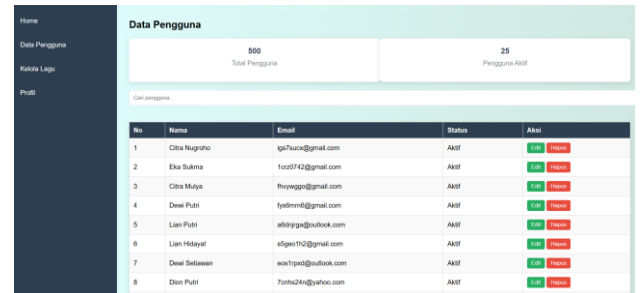 Home
Data Pengguna
Kelola Lagu
Profil
Data Pengguna
500
Total Pengguna
25
Pengguna Aktif
Cari pengguna...
No Nama Email Status Aksi
1 Citra Nugroho igs7sucx@gmail.com Aktif Edit Hapus
2 Eka Sukma 1crz0742@gmail.com Aktif Edit Hapus
3 Citra Mulya fhvywggo@gmail.com Aktif Edit Hapus
4 Dewi Putri fys6mm6@gmail.com Aktif Edit Hapus
5 Lian Putri a6dnjrga@outlook.com Aktif Edit Hapus
6 Lian Hidayat s5geo1h2@gmail.com Aktif Edit Hapus
7 Dewi Setiawan eos1rpxd@outlook.com Aktif Edit Hapus
8 Dion Putri 7cnhs24n@yahoo.com Aktif Edit Hapus